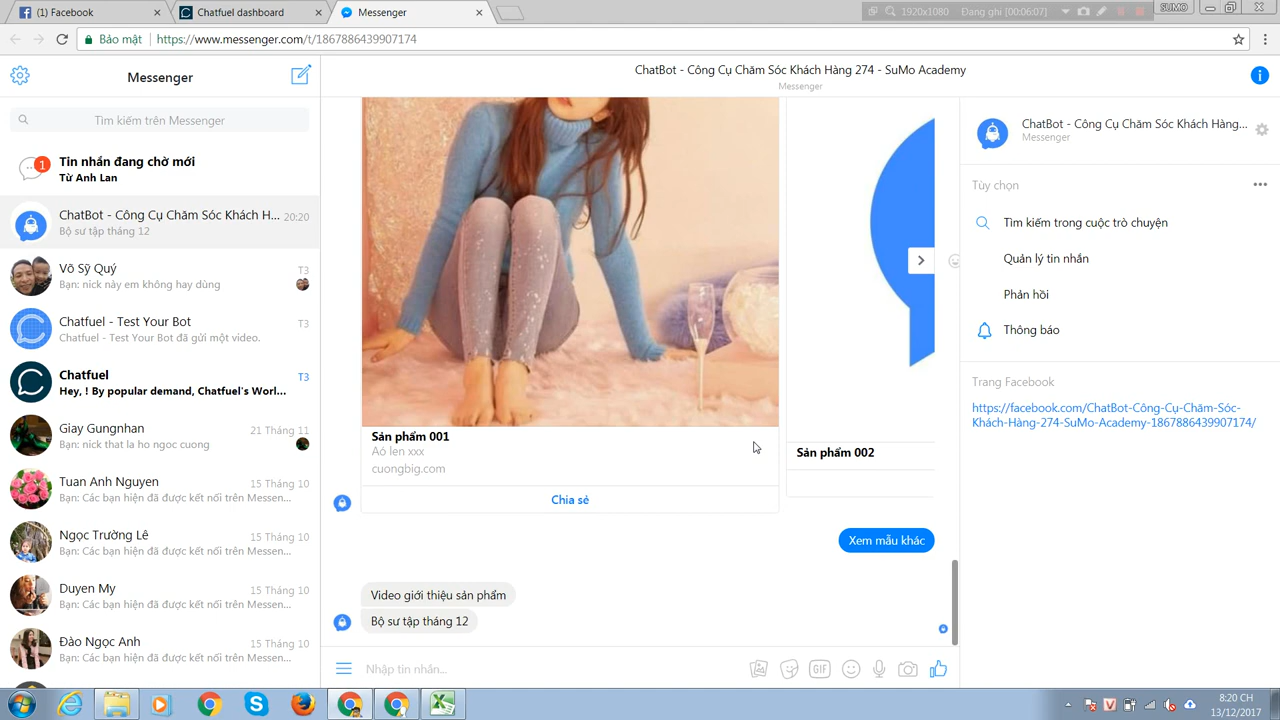 (1) Facebook
Chatfuel dashboard
Messenger
1920x1080
Đang ghi [00:06:07]
SUMO
Bảo mật
https://www.messenger.com/t/1867886439907174
Messenger
ChatBot - Công Cụ Chăm Sóc Khách Hàng 274 - SuMo Academy
Messenger
Tìm kiếm trên Messenger
1
Tin nhắn đang chờ mới
Từ Anh Lan
ChatBot - Công Cụ Chăm Sóc Khách H... 20:20
Bộ sư tập tháng 12
Võ Sỹ Quý T3
Bạn: nick này em không hay dùng
Chatfuel - Test Your Bot T3
Chatfuel - Test Your Bot đã gửi một video.
Chatfuel T3
Hey, ! By popular demand, Chatfuel's Worl...
Giay Gungnhan 21 Tháng 11
Bạn: nick that la ho ngoc cuong
Tuan Anh Nguyen 15 Tháng 10
Bạn: Các bạn hiện đã được kết nối trên Messen...
Ngọc Trường Lê 15 Tháng 10
Bạn: Các bạn hiện đã được kết nối trên Messen...
Duyen My 15 Tháng 10
Bạn: Các bạn hiện đã được kết nối trên Messen...
Đào Ngọc Anh 15 Tháng 10
Bạn: Các bạn hiện đã được kết nối trên Messen...
Sản phẩm 001
Aó len xxx
cuongbig.com
Chia sẻ
Sản phẩm 002
Xem mẫu khác
Video giới thiệu sản phẩm
Bộ sư tập tháng 12
Nhập tin nhắn...
GIF
ChatBot - Công Cụ Chăm Sóc Khách Hàng...
Messenger
Tùy chọn
Tìm kiếm trong cuộc trò chuyện
Quản lý tin nhắn
Phản hồi
Thông báo
Trang Facebook
https://facebook.com/ChatBot-Công-Cụ-Chăm-Sóc-
Khách-Hàng-274-SuMo-Academy-1867886439907174/
8:20 CH
13/12/2017